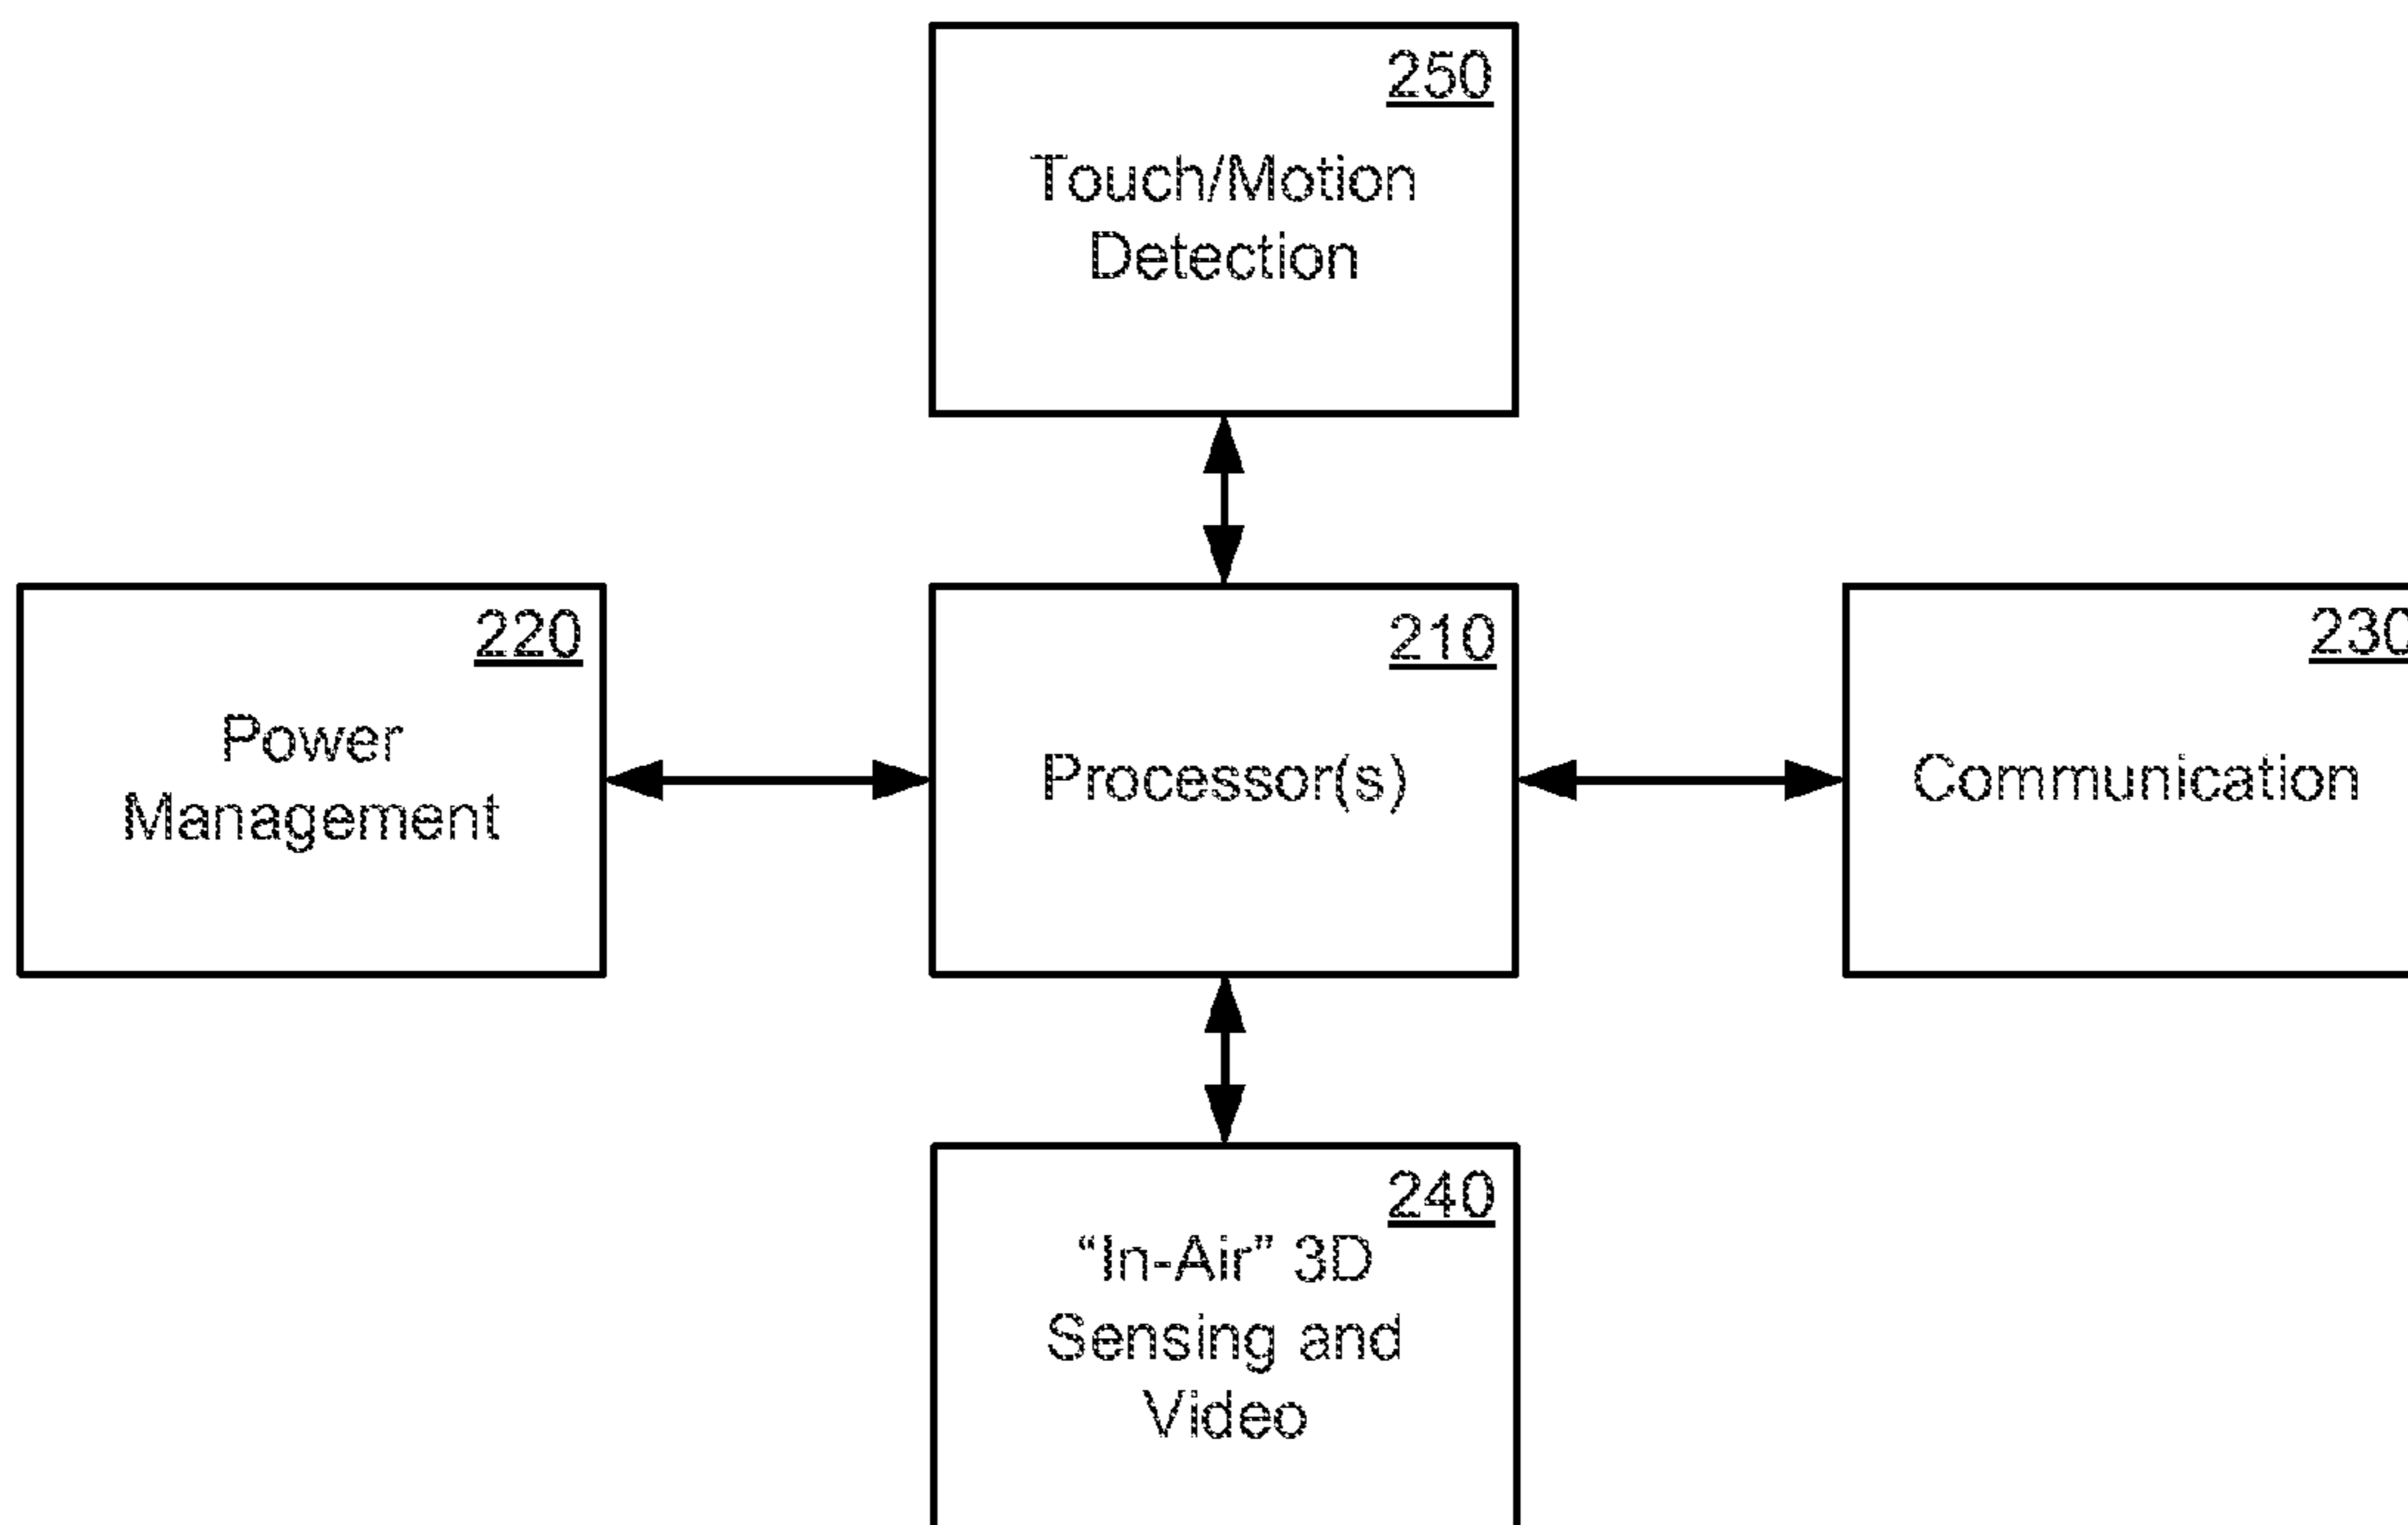 250
Touch/Motion
Detection
220
Power
Management
210
Processor(s)
230
Communication
240
“In-Air” 3D
Sensing and
Video